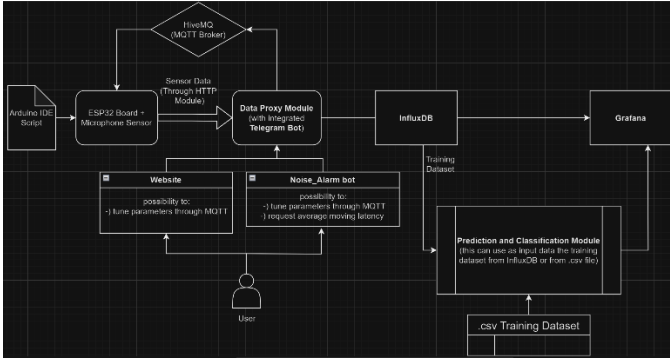 HiveMQ
(MQTT Broker)
Sensor Data
(Through HTTP
Module)
Arduino IDE
Script
ESP32 Board +
Microphone Sensor
Data Proxy Module
(with Integrated
Telegram Bot)
InfluxDB
Grafana
Training
Dataset
Website
possibility to:
-) tune parameters through MQTT
Noise_Alarm bot
possibility to:
-) tune parameters through MQTT
-) request average moving latency
Prediction and Classification Module
(this can use as input data the training
dataset from InfluxDB or from .csv file)
User
.csv Training Dataset